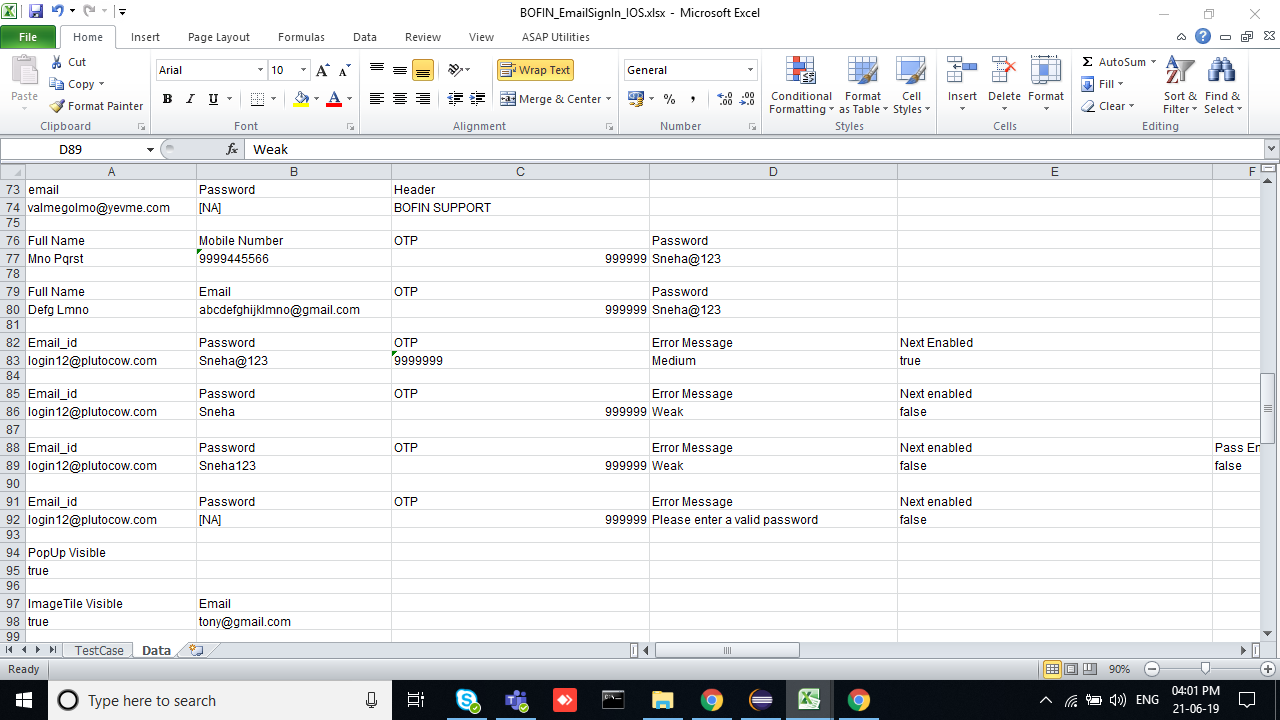 BOFIN_EmailSignIn_IOS.xlsx - Microsoft Excel
File Home Insert Page Layout Formulas Data Review View ASAP Utilities
Paste Cut Copy Format Painter Clipboard
Arial 10 B I U Font
Wrap Text Merge & Center Alignment
General % , Number
Conditional Formatting Format as Table Cell Styles Styles
Insert Delete Format Cells
Σ AutoSum Fill Clear Sort & Filter Find & Select Editing
D89 fx Weak
A B C D E F
73 email Password Header
74 valmegolmo@yevme.com [NA] BOFIN SUPPORT
75
76 Full Name Mobile Number OTP Password
77 Mno Pqrst 9999445566 999999 Sneha@123
78
79 Full Name Email OTP Password
80 Defg Lmno abcdefghijklmno@gmail.com 999999 Sneha@123
81
82 Email_id Password OTP Error Message Next Enabled
83 login12@plutocow.com Sneha@123 9999999 Medium true
84
85 Email_id Password OTP Error Message Next enabled
86 login12@plutocow.com Sneha 999999 Weak false
87
88 Email_id Password OTP Error Message Next enabled Pass En
89 login12@plutocow.com Sneha123 999999 Weak false false
90
91 Email_id Password OTP Error Message Next enabled
92 login12@plutocow.com [NA] 999999 Please enter a valid password false
93
94 PopUp Visible
95 true
96
97 ImageTile Visible Email
98 true tony@gmail.com
99
TestCase Data
Ready 90%
Type here to search ENG 04:01 PM
21-06-19